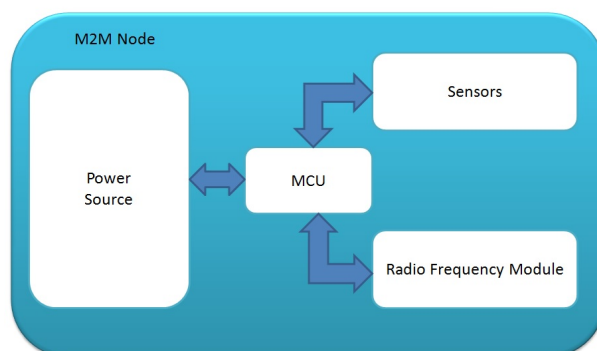 M2M Node
Sensors
Power
Source
MCU
Radio Frequency Module